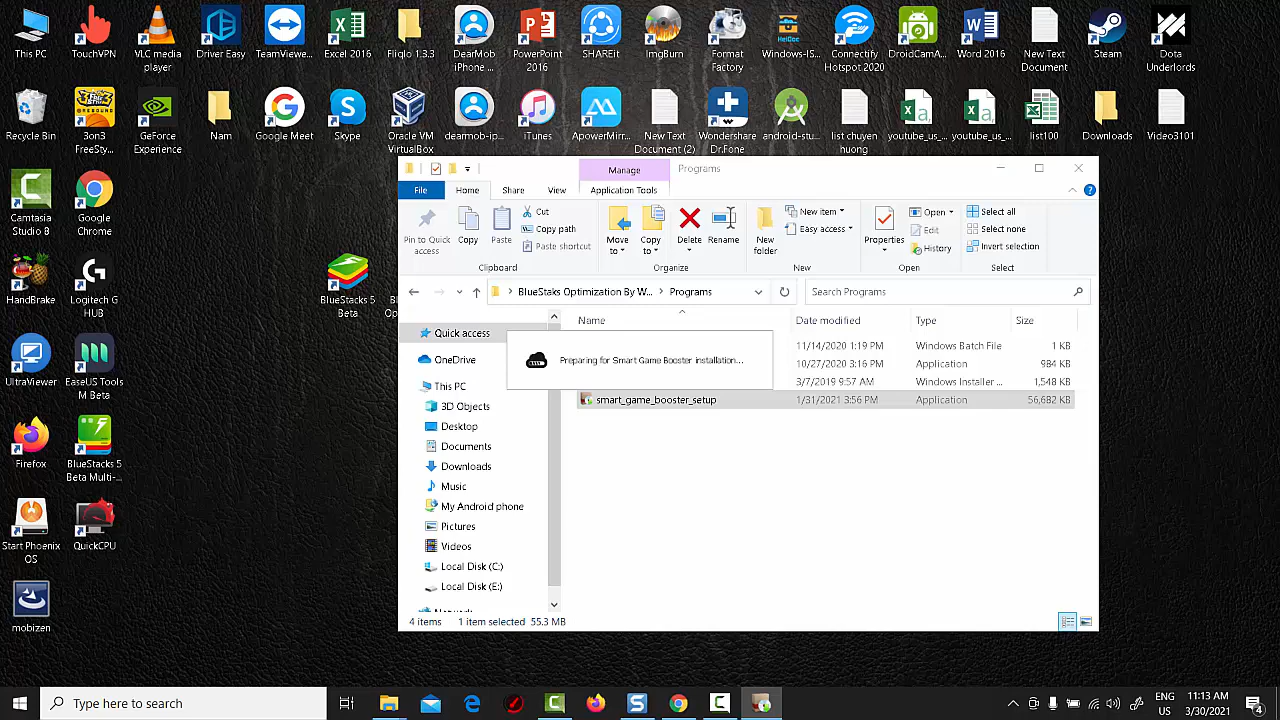 This PC
TouchVPN
VLC media
player
Driver Easy
TeamViewe...
Excel 2016
Fliqlo 1.3.3
DearMob
iPhone ...
PowerPoint
2016
SHAREit
ImgBurn
Format
Factory
Windows-IS...
Connectify
Hotspot 2020
DroidCamA...
Word 2016
New Text
Document
Steam
Dota
Underlords
Recycle Bin
3on3
FreeSty...
GeForce
Experience
Nam
Google Meet
Skype
Oracle VM
VirtualBox
dearmob-ip...
iTunes
ApowerMirr...
New Text
Document (2)
Wondershare
Dr.Fone
android-stu...
list chuyen
huong
youtube_us_...
youtube_us_...
list100
Downloads
Video3101
Camtasia
Studio 8
Google
Chrome
HandBrake
Logitech G
HUB
BlueStacks 5
Beta
UltraViewer
EaseUS Tools
M Beta
Firefox
BlueStacks 5
Beta Multi-...
Start Phoenix
OS
QuickCPU
mobizen
Manage
Programs
File
Home
Share
View
Application Tools
Pin to Quick
access
Copy
Paste
Cut
Copy path
Paste shortcut
Clipboard
Move
to
Copy
to
Delete
Rename
Organize
New
folder
New item
Easy access
New
Properties
Open
Edit
History
Open
Select all
Select none
Invert selection
Select
BlueStaks Optimization By W...
Programs
Search Programs
Name
Date modified
Type
Size
11/14/2020 1:19 PM
Windows Batch File
1 KB
10/27/2020 3:16 PM
Application
984 KB
3/7/2019 9:57 AM
Windows Installer ...
1,548 KB
smart_game_booster_setup
1/31/2021 3:56 PM
Application
56,682 KB
Preparing for Smart Game Booster installation...
Quick access
OneDrive
This PC
3D Objects
Desktop
Documents
Downloads
Music
My Android phone
Pictures
Videos
Local Disk (C:)
Local Disk (E:)
4 items
1 item selected 55.3 MB
Type here to search
ENG
US
11:13 AM
3/30/2021
4